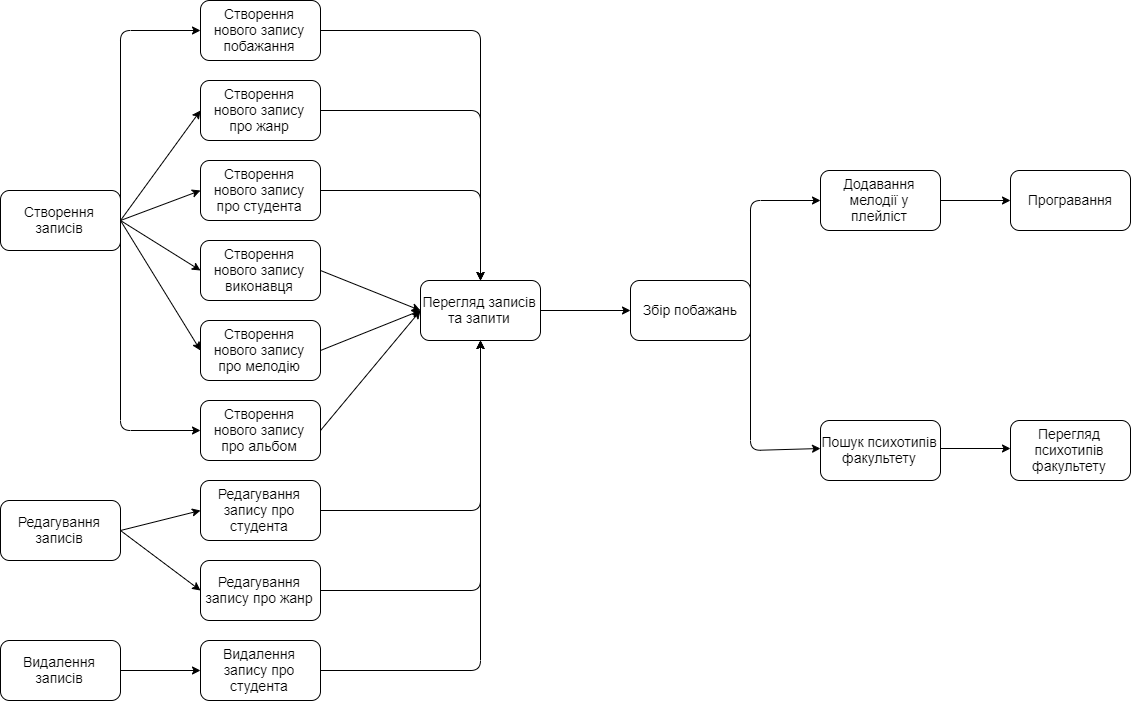 Створення
нового запису
побажання
Створення
нового запису
про жанр
Створення
нового запису
про студента
Створення
записів
Створення
нового запису
виконавця
Створення
нового запису
про мелодію
Створення
нового запису
про альбом
Редагування
записів
Редагування
запису про
студента
Редагування
запису про жанр
Видалення
записів
Видалення
запису про
студента
Перегляд записів
та запити
Збір побажань
Додавання
мелодії у
плейліст
Програвання
Пошук психотипів
факультету
Перегляд
психотипів
факультету